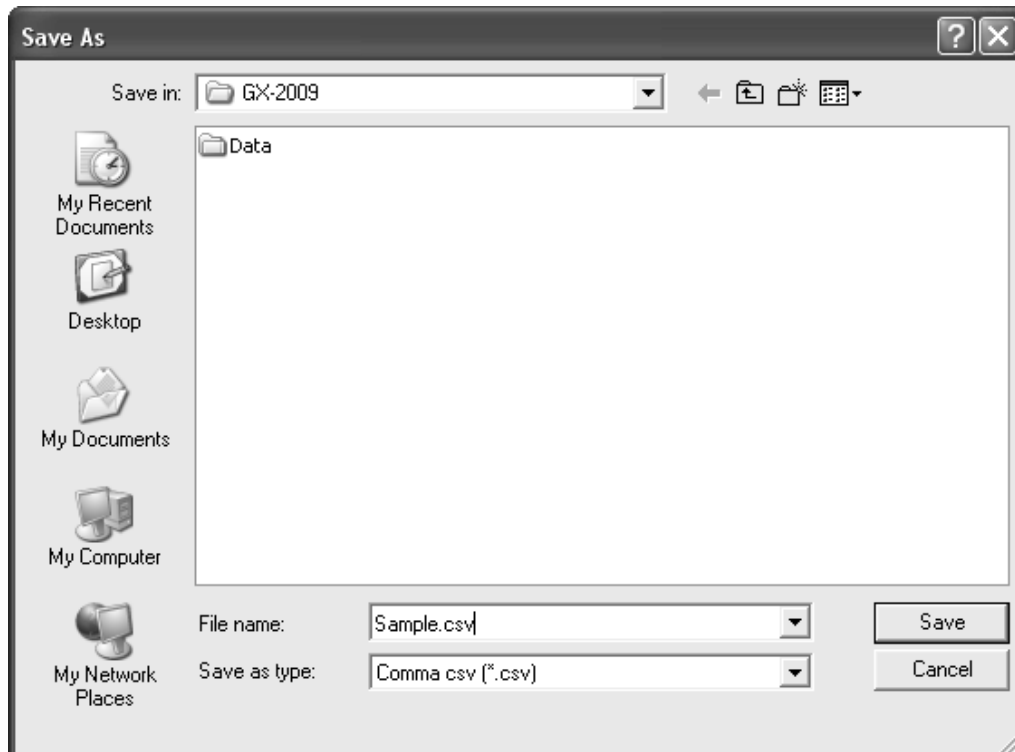 Save As
Save in: GX-2009
Data
My Recent
Documents
Desktop
My Documents
My Computer
My Network
Places
File name: Sample.csv
Save
Save as type: Comma csv (*.csv)
Cancel